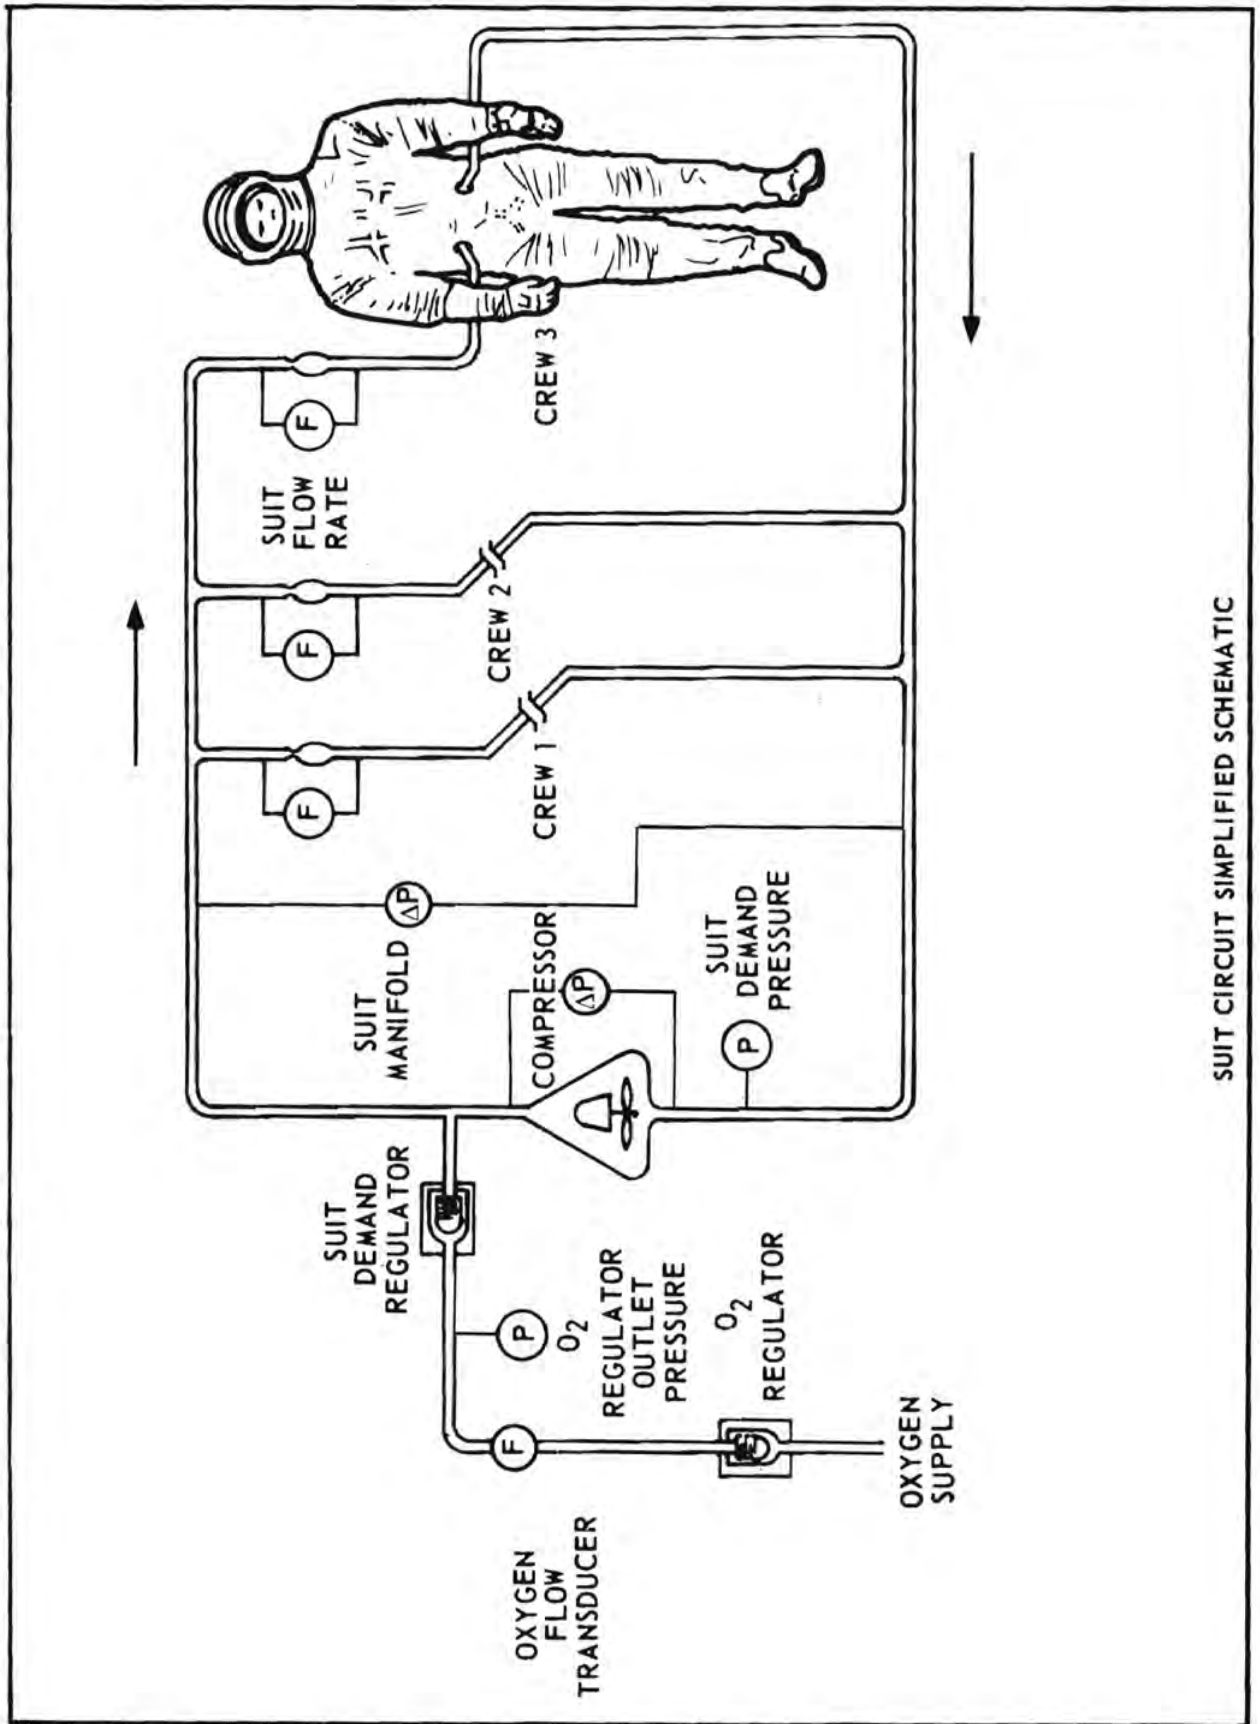 SUIT
DEMAND
REGULATOR
SUIT
MANIFOLD
ΔP
SUIT
FLOW
RATE
F
F
F
OXYGEN
FLOW
TRANSDUCER
F
P
O2
REGULATOR
OUTLET
PRESSURE
COMPRESSOR
ΔP
CREW 1
CREW 2
CREW 3
O2
REGULATOR
P
SUIT
DEMAND
PRESSURE
OXYGEN
SUPPLY
SUIT CIRCUIT SIMPLIFIED SCHEMATIC